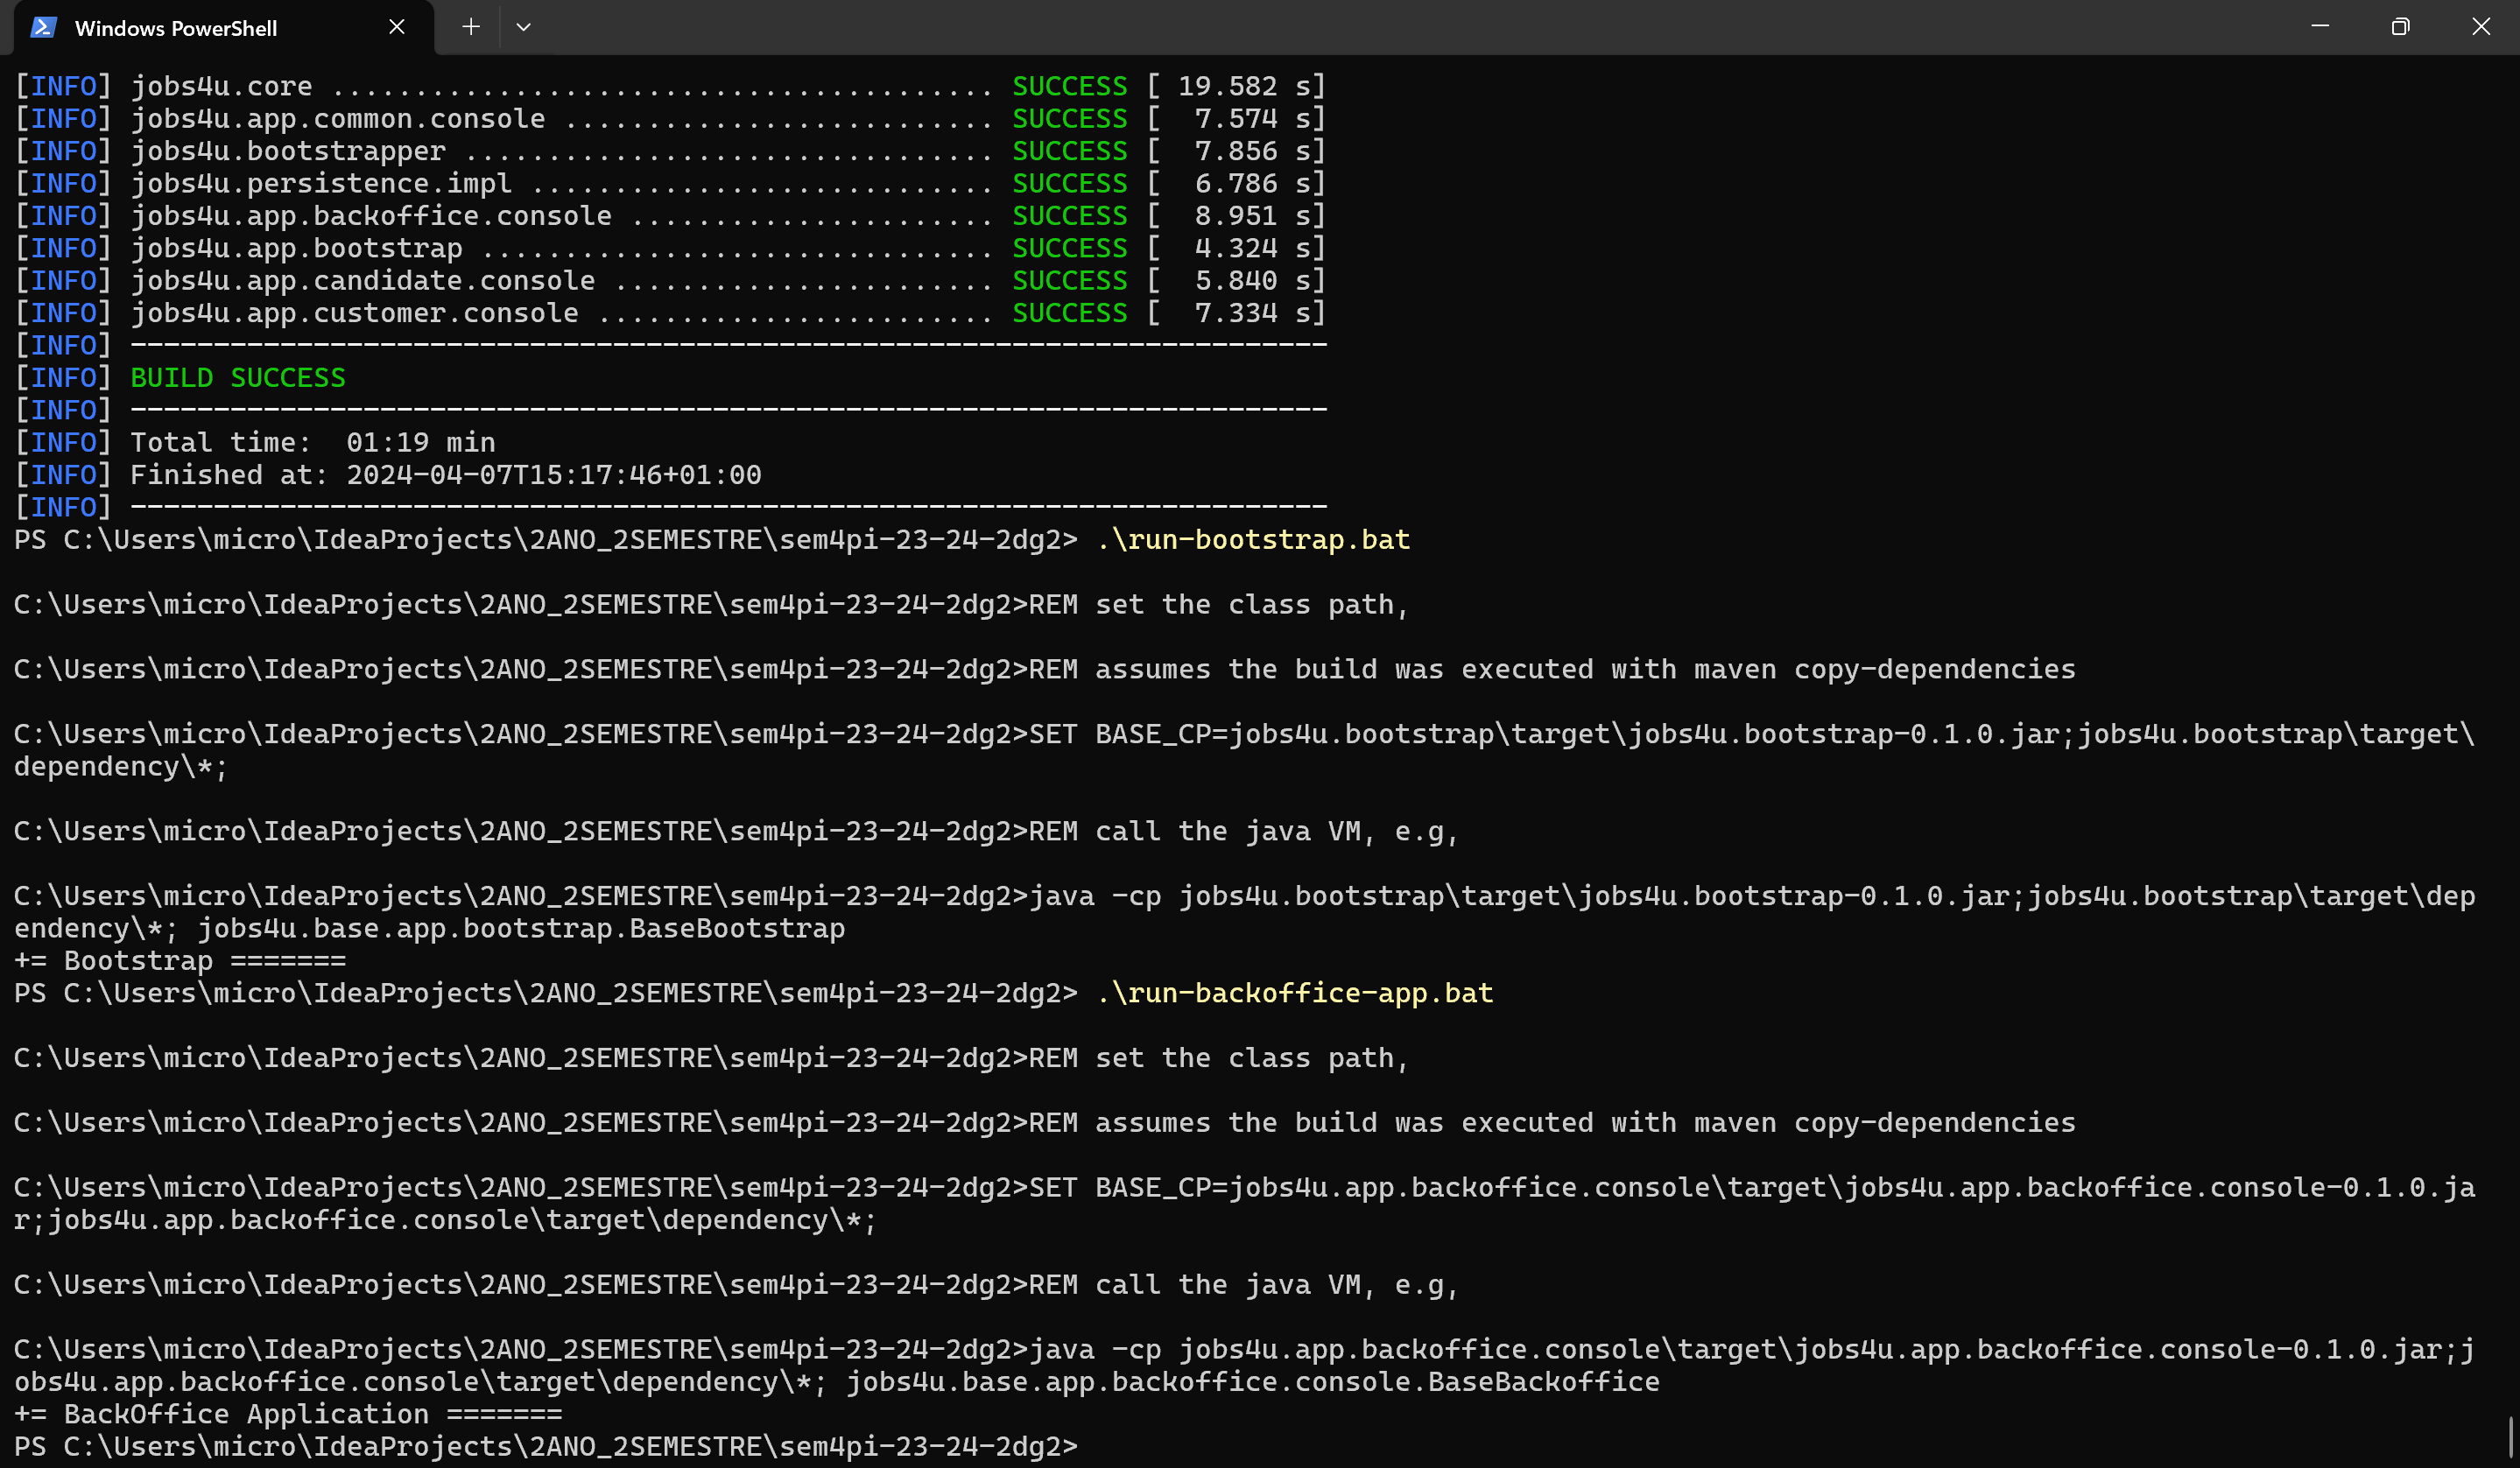 Windows PowerShell
[INFO] jobs4u.core ........................................ SUCCESS [ 19.582 s]
[INFO] jobs4u.app.common.console .......................... SUCCESS [  7.574 s]
[INFO] jobs4u.bootstrapper ................................ SUCCESS [  7.856 s]
[INFO] jobs4u.persistence.impl ............................ SUCCESS [  6.786 s]
[INFO] jobs4u.app.backoffice.console ...................... SUCCESS [  8.951 s]
[INFO] jobs4u.app.bootstrap ............................... SUCCESS [  4.324 s]
[INFO] jobs4u.app.candidate.console ....................... SUCCESS [  5.840 s]
[INFO] jobs4u.app.customer.console ........................ SUCCESS [  7.334 s]
[INFO] ------------------------------------------------------------------------
[INFO] BUILD SUCCESS
[INFO] ------------------------------------------------------------------------
[INFO] Total time:  01:19 min
[INFO] Finished at: 2024-04-07T15:17:46+01:00
[INFO] ------------------------------------------------------------------------
PS C:\Users\micro\IdeaProjects\2ANO_2SEMESTRE\sem4pi-23-24-2dg2> .\run-bootstrap.bat
C:\Users\micro\IdeaProjects\2ANO_2SEMESTRE\sem4pi-23-24-2dg2>REM set the class path,
C:\Users\micro\IdeaProjects\2ANO_2SEMESTRE\sem4pi-23-24-2dg2>REM assumes the build was executed with maven copy-dependencies
C:\Users\micro\IdeaProjects\2ANO_2SEMESTRE\sem4pi-23-24-2dg2>SET BASE_CP=jobs4u.bootstrap\target\jobs4u.bootstrap-0.1.0.jar;jobs4u.bootstrap\target\
dependency\*;
C:\Users\micro\IdeaProjects\2ANO_2SEMESTRE\sem4pi-23-24-2dg2>REM call the java VM, e.g,
C:\Users\micro\IdeaProjects\2ANO_2SEMESTRE\sem4pi-23-24-2dg2>java -cp jobs4u.bootstrap\target\jobs4u.bootstrap-0.1.0.jar;jobs4u.bootstrap\target\dep
endency\*; jobs4u.base.app.bootstrap.BaseBootstrap
+= Bootstrap =======
PS C:\Users\micro\IdeaProjects\2ANO_2SEMESTRE\sem4pi-23-24-2dg2> .\run-backoffice-app.bat
C:\Users\micro\IdeaProjects\2ANO_2SEMESTRE\sem4pi-23-24-2dg2>REM set the class path,
C:\Users\micro\IdeaProjects\2ANO_2SEMESTRE\sem4pi-23-24-2dg2>REM assumes the build was executed with maven copy-dependencies
C:\Users\micro\IdeaProjects\2ANO_2SEMESTRE\sem4pi-23-24-2dg2>SET BASE_CP=jobs4u.app.backoffice.console\target\jobs4u.app.backoffice.console-0.1.0.ja
r;jobs4u.app.backoffice.console\target\dependency\*;
C:\Users\micro\IdeaProjects\2ANO_2SEMESTRE\sem4pi-23-24-2dg2>REM call the java VM, e.g,
C:\Users\micro\IdeaProjects\2ANO_2SEMESTRE\sem4pi-23-24-2dg2>java -cp jobs4u.app.backoffice.console\target\jobs4u.app.backoffice.console-0.1.0.jar;j
obs4u.app.backoffice.console\target\dependency\*; jobs4u.base.app.backoffice.console.BaseBackoffice
+= BackOffice Application =======
PS C:\Users\micro\IdeaProjects\2ANO_2SEMESTRE\sem4pi-23-24-2dg2>